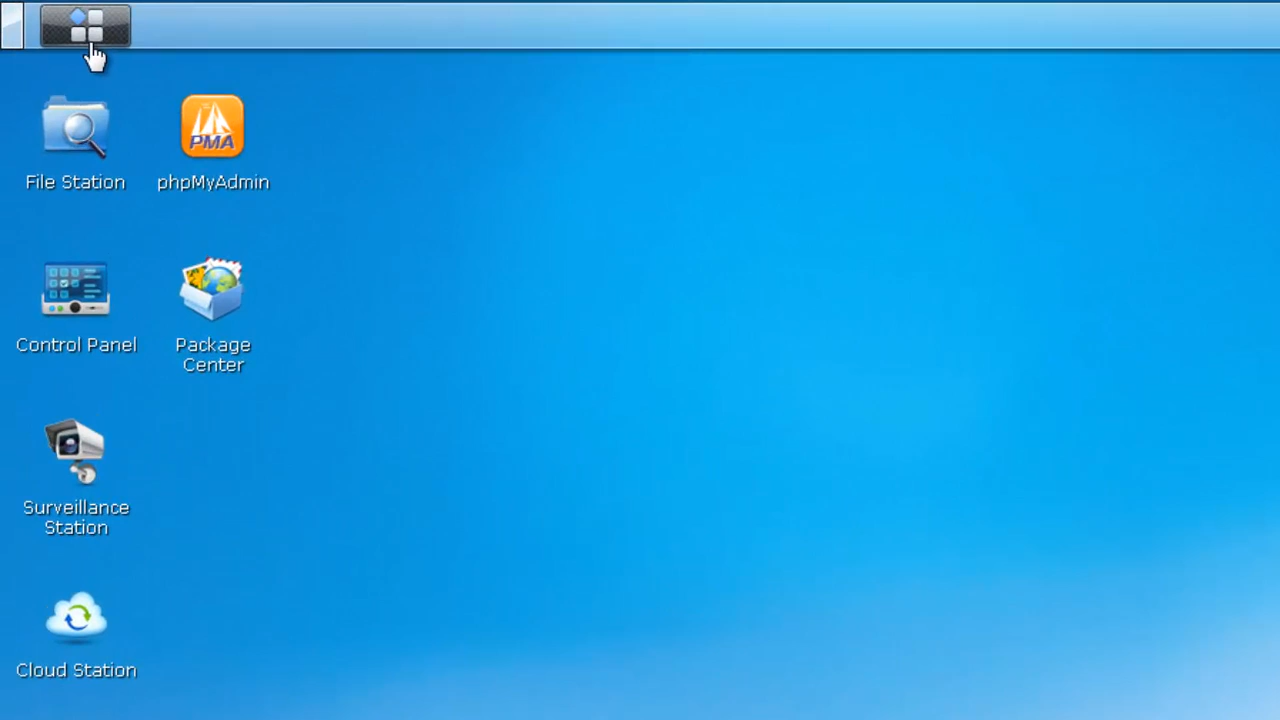 File Station
phpMyAdmin
PMA
Control Panel
Package
Center
Surveillance
Station
Cloud Station